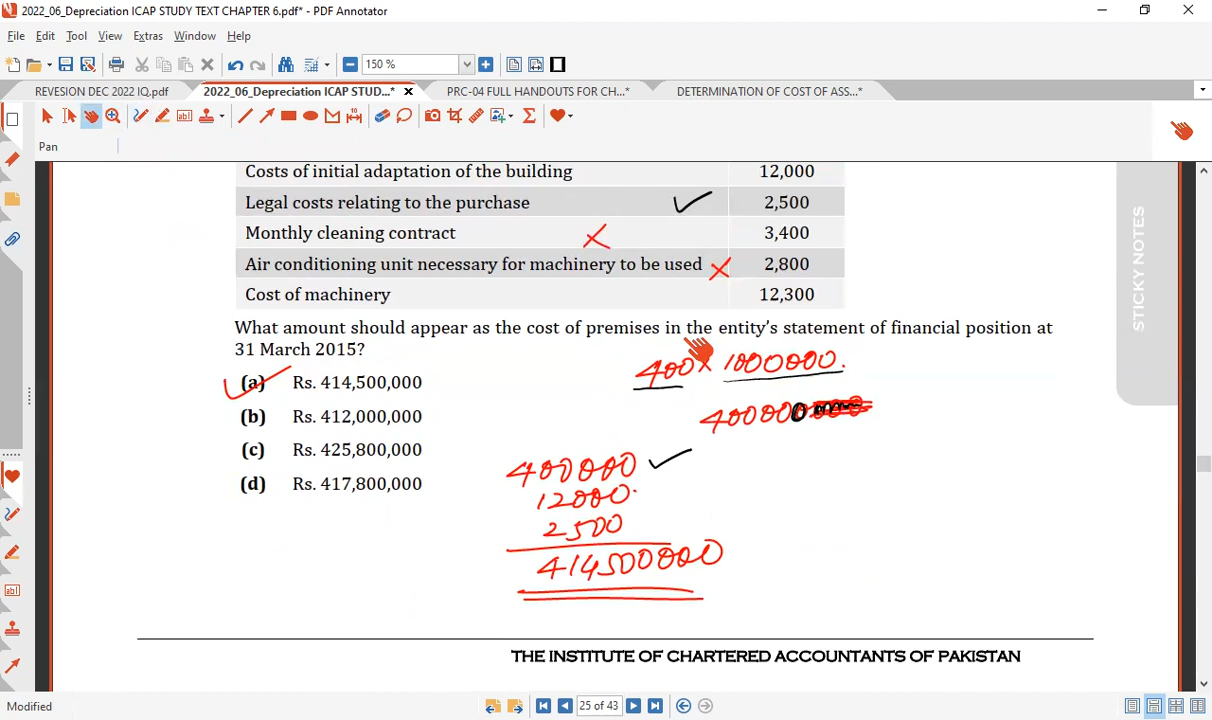 2022_06_Depreciation ICAP STUDY TEXT CHAPTER 6.pdf* - PDF Annotator
File Edit Tool View Extras Window Help
150 %
REVESION DEC 2022 IQ.pdf 2022_06_Depreciation ICAP STUD...* PRC-04 FULL HANDOUTS FOR CH...* DETERMINATION OF COST OF ASS...*
Pan
Costs of initial adaptation of the building 12,000
Legal costs relating to the purchase 2,500
Monthly cleaning contract 3,400
Air conditioning unit necessary for machinery to be used 2,800
Cost of machinery 12,300
What amount should appear as the cost of premises in the entity's statement of financial position at
31 March 2015?
400 x 1000000.
(a) Rs. 414,500,000
(b) Rs. 412,000,000
(c) Rs. 425,800,000
400000
(d) Rs. 417,800,000
12000
2500
414500000
THE INSTITUTE OF CHARTERED ACCOUNTANTS OF PAKISTAN
STICKY NOTES
Modified
25 of 43